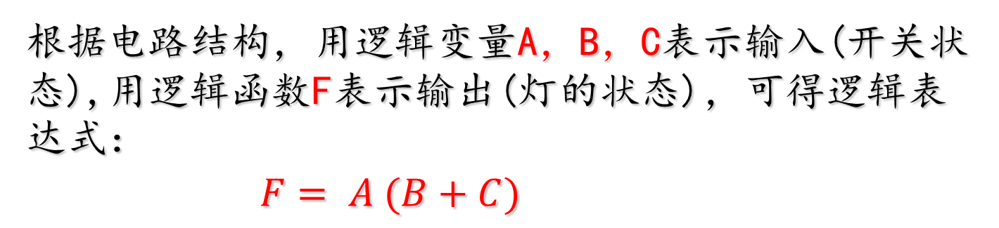 根据电路结构，用逻辑变量A，B，C表示输入(开关状
态),用逻辑函数F表示输出(灯的状态)，可得逻辑表
达式：
F = A (B + C)